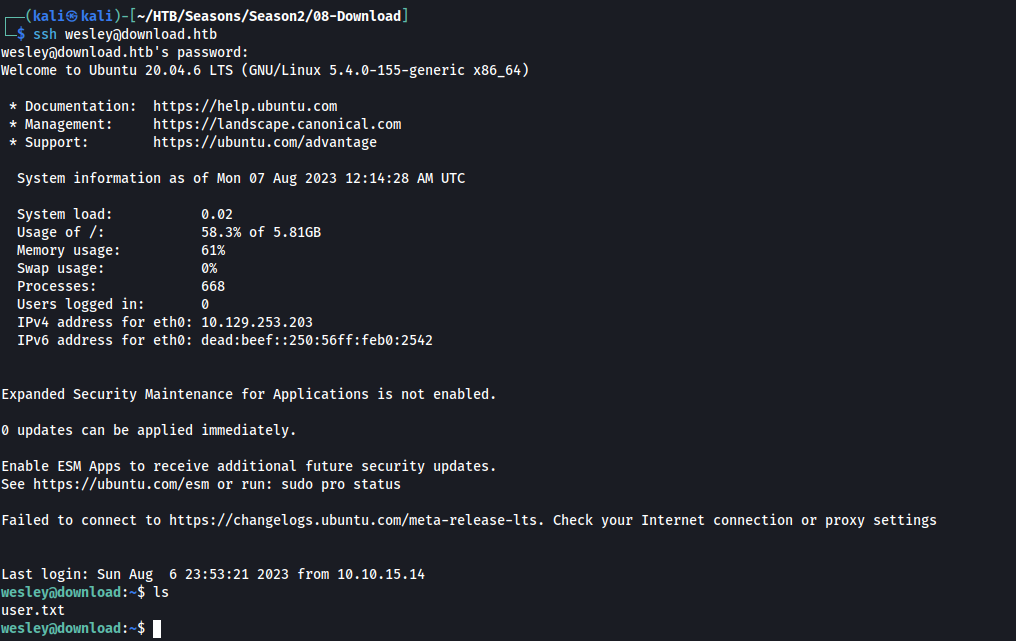 ┌──(kali㉿kali)-[~/HTB/Seasons/Season2/08-Download]
└─$ ssh wesley@download.htb
wesley@download.htb's password:
Welcome to Ubuntu 20.04.6 LTS (GNU/Linux 5.4.0-155-generic x86_64)
* Documentation: https://help.ubuntu.com
* Management: https://landscape.canonical.com
* Support: https://ubuntu.com/advantage
System information as of Mon 07 Aug 2023 12:14:28 AM UTC
System load: 0.02
Usage of /: 58.3% of 5.81GB
Memory usage: 61%
Swap usage: 0%
Processes: 668
Users logged in: 0
IPv4 address for eth0: 10.129.253.203
IPv6 address for eth0: dead:beef::250:56ff:feb0:2542
Expanded Security Maintenance for Applications is not enabled.
0 updates can be applied immediately.
Enable ESM Apps to receive additional future security updates.
See https://ubuntu.com/esm or run: sudo pro status
Failed to connect to https://changelogs.ubuntu.com/meta-release-lts. Check your Internet connection or proxy settings
Last login: Sun Aug  6 23:53:21 2023 from 10.10.15.14
wesley@download:~$ ls
user.txt
wesley@download:~$